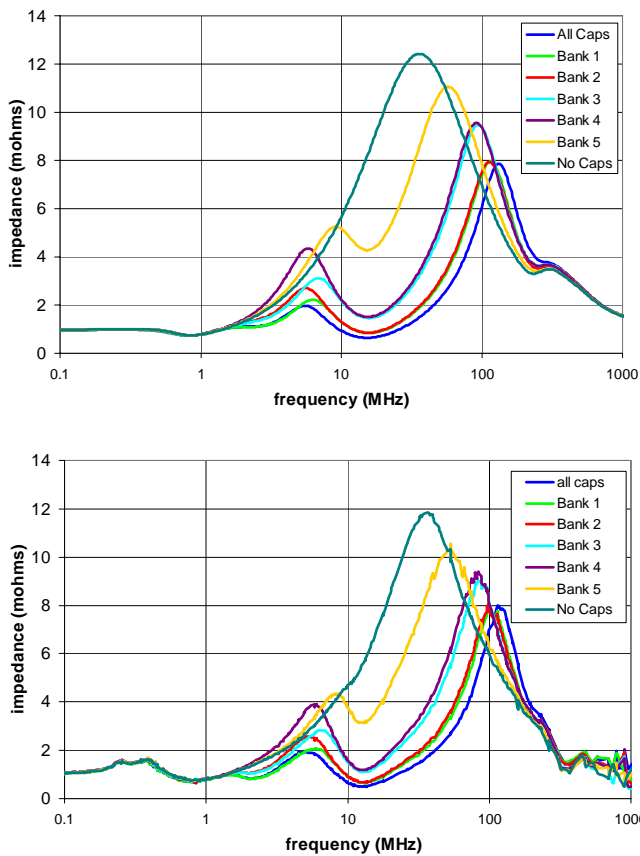 14
12
10
8
6
4
2
0
impedance (mohms)
0.1
1
10
100
1000
frequency (MHz)
All Caps
Bank 1
Bank 2
Bank 3
Bank 4
Bank 5
No Caps
14
12
10
8
6
4
2
0
impedance (mohms)
0.1
1
10
100
1000
frequency (MHz)
all caps
Bank 1
Bank 2
Bank 3
Bank 4
Bank 5
No Caps